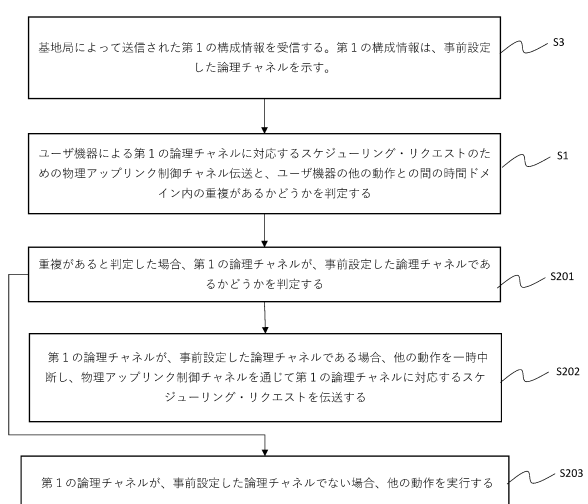 基地局によって送信された第１の構成情報を受信する。第１の構成情報は、事前設定
した論理チャネルを示す。
S3
ユーザ機器による第１の論理チャネルに対応するスケジューリング・リクエストのた
めの物理アップリンク制御チャネル伝送と、ユーザ機器の他の動作との間の時間ドメ
イン内の重複があるかどうかを判定する
S1
重複があると判定した場合、第１の論理チャネルが、事前設定した論理チャネルであ
るかどうかを判定する
S201
第１の論理チャネルが、事前設定した論理チャネルである場合、他の動作を一時中
断し、物理アップリンク制御チャネルを通じて第１の論理チャネルに対応するスケ
ジューリング・リクエストを伝送する
S202
第１の論理チャネルが、事前設定した論理チャネルでない場合、他の動作を実行する
S203